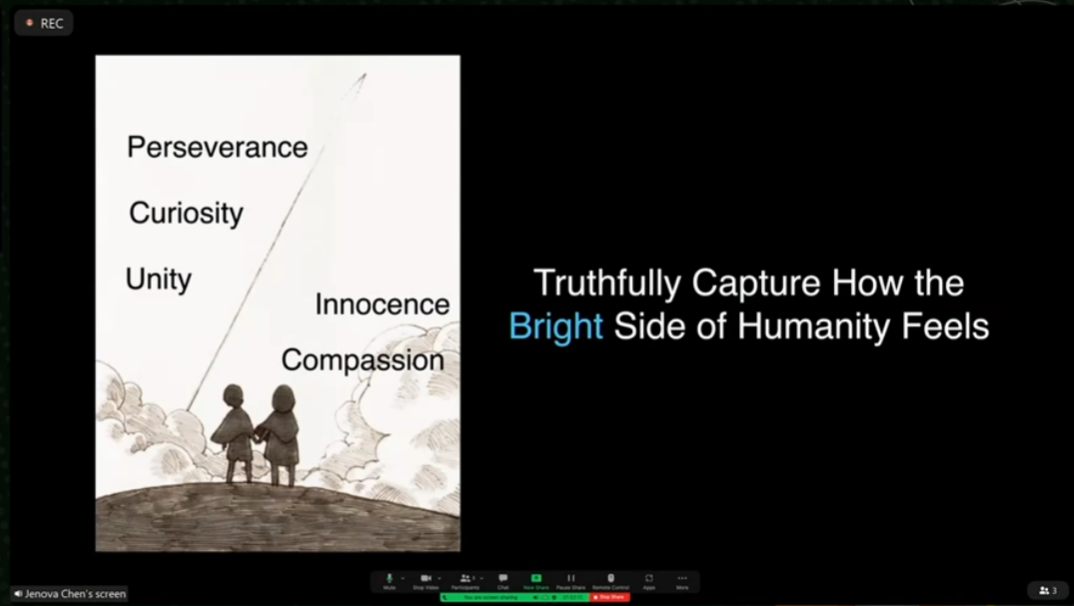 REC
Perseverance
Curiosity
Unity
Innocence
Compassion
Truthfully Capture How the
Bright Side of Humanity Feels
Mute
Stop Video
Participants
Chat
New Share
Pause Share
Remote Control
Apps
More
You are screen sharing
Stop Share
Jenova Chen's screen
3